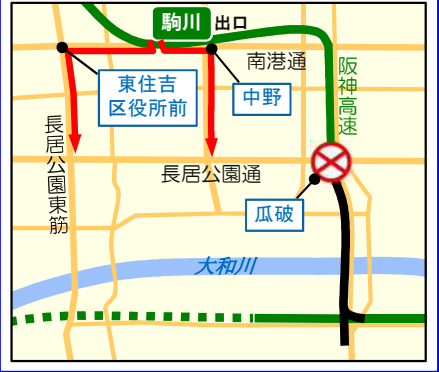 駒川 出口
南港通
阪神高速
東住吉
区役所前
中野
長居公園東筋
長居公園通
瓜破
大和川